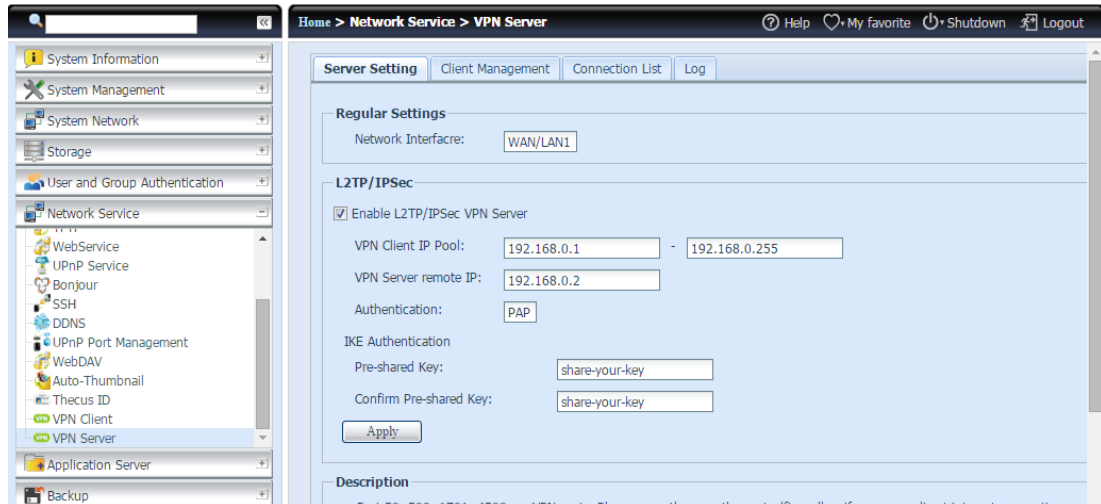 Home > Network Service > VPN Server
Help My favorite Shutdown Logout
System Information
System Management
System Network
Storage
User and Group Authentication
Network Service
WebService
UPnP Service
Bonjour
SSH
DDNS
UPnP Port Management
WebDAV
Auto-Thumbnail
Thecus ID
VPN Client
VPN Server
Application Server
Backup
Server Setting Client Management Connection List Log
Regular Settings
Network Interfacre: WAN/LAN1
L2TP/IPSec
Enable L2TP/IPSec VPN Server
VPN Client IP Pool: 192.168.0.1 - 192.168.0.255
VPN Server remote IP: 192.168.0.2
Authentication: PAP
IKE Authentication
Pre-shared Key: share-your-key
Confirm Pre-shared Key: share-your-key
Apply
Description